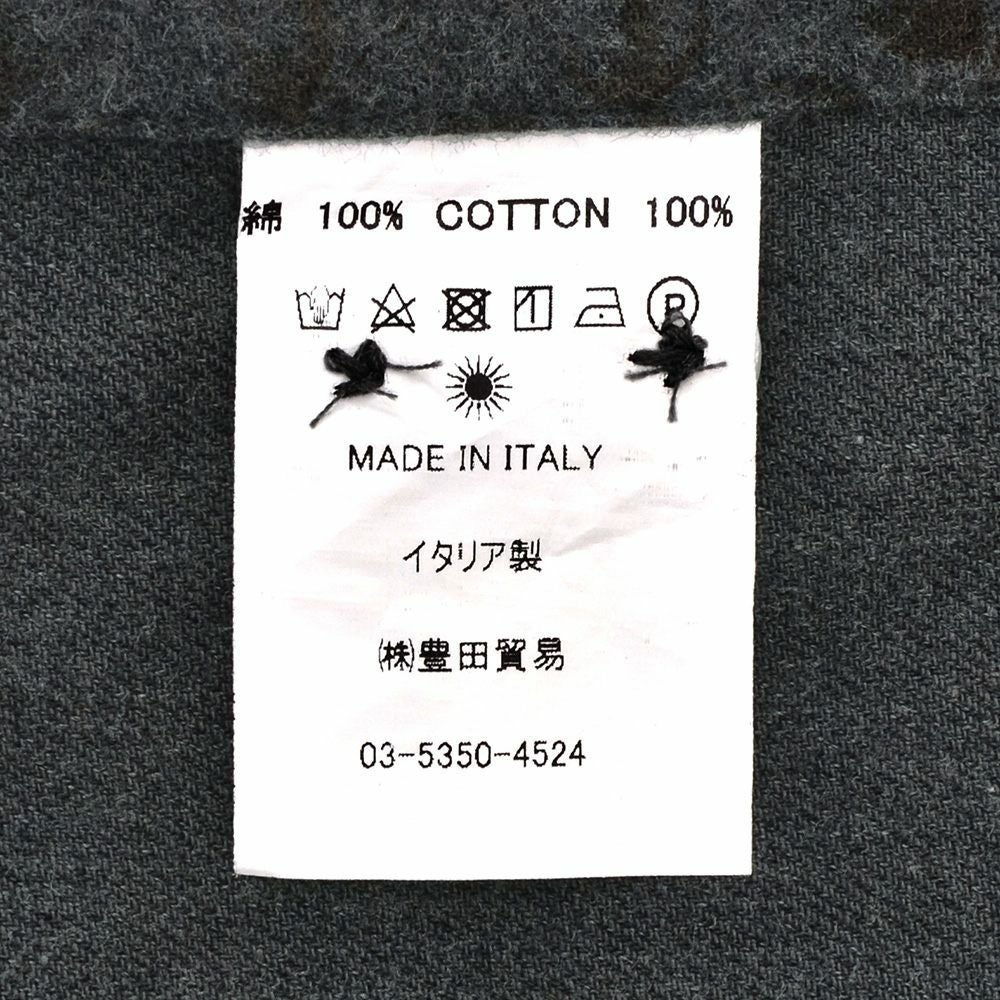 綿 100% COTTON 100%
P
MADE IN ITALY
イタリア製
㈱豊田貿易
03-5350-4524